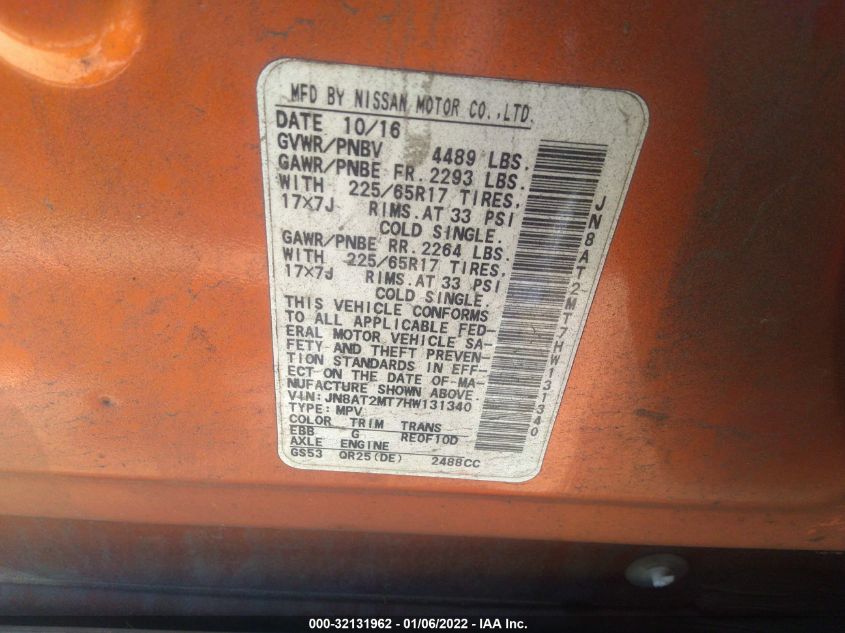 MFD BY NISSAN MOTOR CO.,LTD.
DATE 10/16
GVWR/PNBV 4489 LBS.
GAWR/PNBE FR. 2293 LBS.
WITH 225/65R17 TIRES.
17X7J RIMS.AT 33 PSI
COLD SINGLE.
GAWR/PNBE RR. 2264 LBS.
WITH 225/65R17 TIRES.
17X7J RIMS.AT 33 PSI
COLD SINGLE.
THIS VEHICLE CONFORMS
TO ALL APPLICABLE FED-
ERAL MOTOR VEHICLE SA-
FETY AND THEFT PREVEN-
TION STANDARDS IN EFF-
ECT ON THE DATE OF MA-
NUFACTURE SHOWN ABOVE.
VIN:JN8AT2MT7HW131340
TYPE:MPV
COLOR TRIM TRANS
EBB G RE0F10D
AXLE ENGINE
GS53 QR25(DE) 2488CC
JN8AT2MT7HW131340
000-32131962 - 01/06/2022 - IAA Inc.